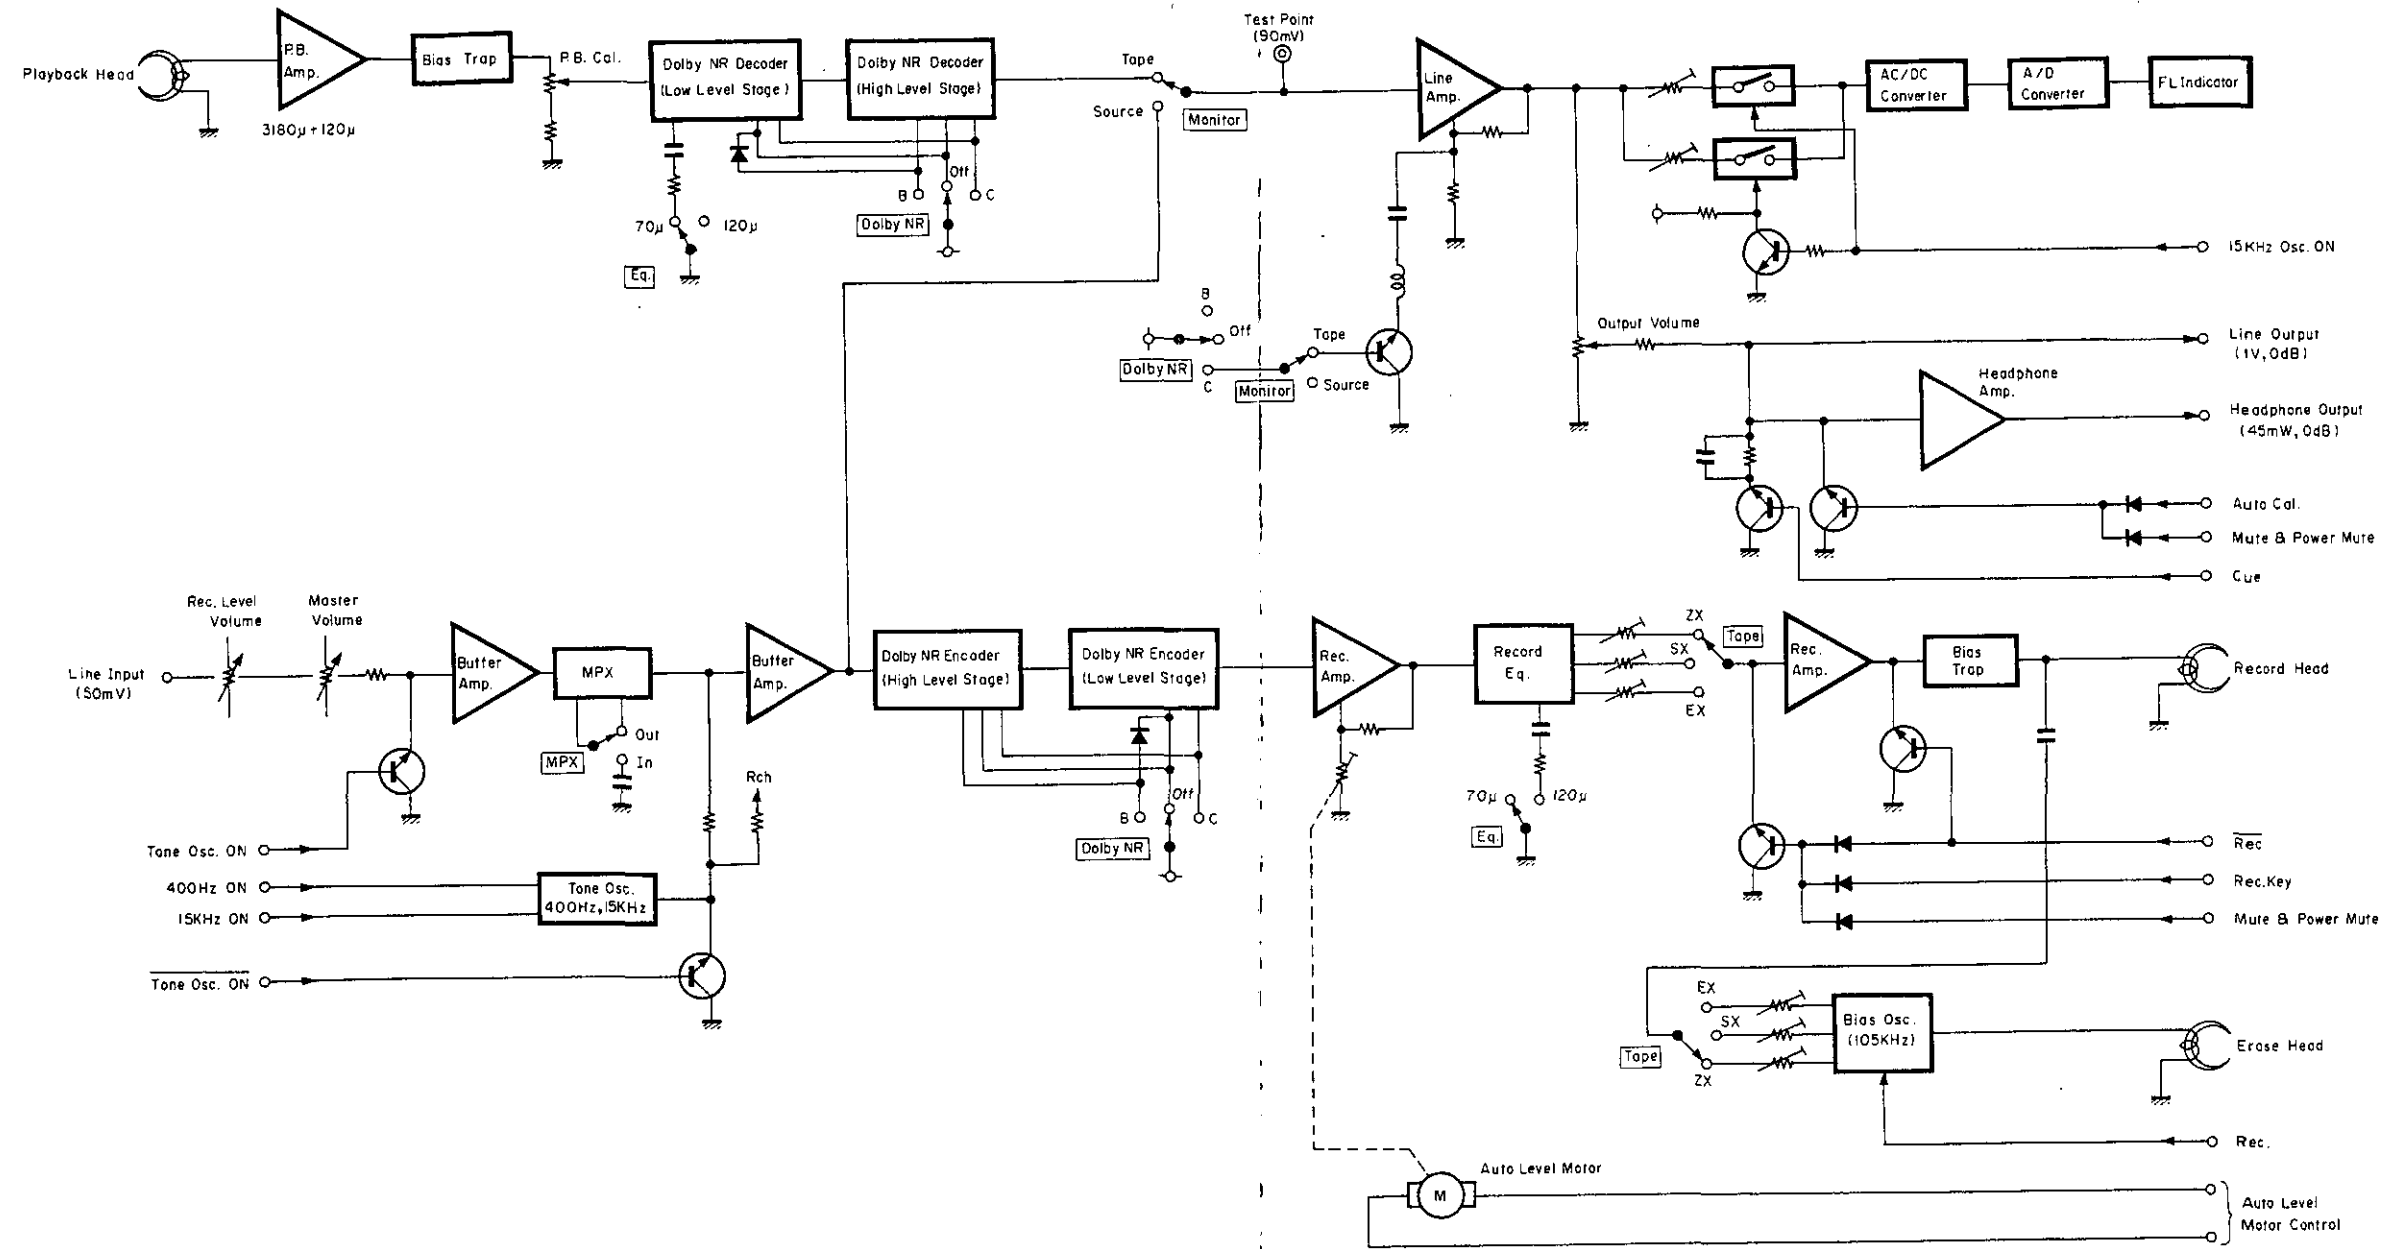 Test Point
(90mV)
Playback Head
P.B.
Amp.
3180µ+120µ
Bias Trap
P.B. Cal.
Dolby NR Decoder
(Low Level Stage)
Dolby NR Decoder
(High Level Stage)
Tape
Source
Monitor
Line
Amp.
AC/DC
Converter
A/D
Converter
FL Indicator
B
Off
C
Dolby NR
70µ
120µ
Eq.
15KHz Osc. ON
B
Off
Dolby NR
C
Monitor
Tape
Source
Output Volume
Line Output
(1V, 0dB)
Headphone
Amp.
Headphone Output
(45mW, 0dB)
Auto Cal.
Mute & Power Mute
Cue
Rec. Level
Volume
Master
Volume
Line Input
(50mV)
Buffer
Amp.
MPX
MPX
Out
In
Buffer
Amp.
Dolby NR Encoder
(High Level Stage)
Dolby NR Encoder
(Low Level Stage)
B
Off
C
Dolby NR
Rch
Tone Osc. ON
400Hz ON
15KHz ON
Tone Osc.
400Hz, 15KHz
Tone Osc. ON
Rec.
Amp.
Record
Eq.
70µ
120µ
Eq.
ZX
SX
EX
Tape
Rec.
Amp.
Bias
Trap
Record Head
Rec
Rec. Key
Mute & Power Mute
EX
SX
ZX
Tape
Bias Osc.
(105KHz)
Erase Head
Rec.
Auto Level Motor
M
Auto Level
Motor Control